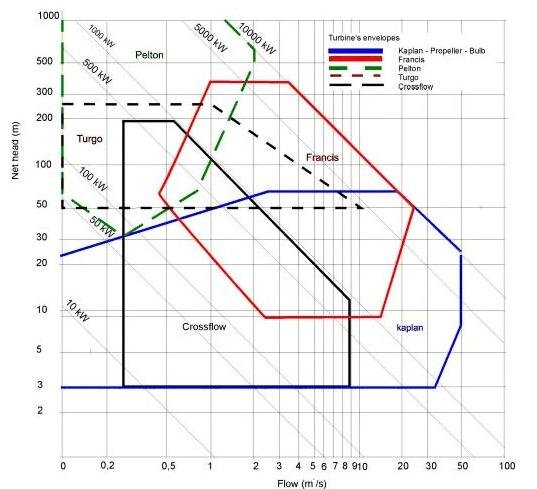 Turbine's envelopes
Kaplan - Propeller - Bulb
Francis
Pelton
Turgo
Crossflow
1000 kW
5000 kW
10000 kW
500 kW
100 kW
50 kW
10 kW
Pelton
Turgo
Francis
Crossflow
kaplan
Net head (m)
1000
500
300
200
100
50
30
20
10
5
3
2
0 0,2 0,5 1 2 3 4 5 6 7 8 910 20 30 50 100
Flow (m/s)